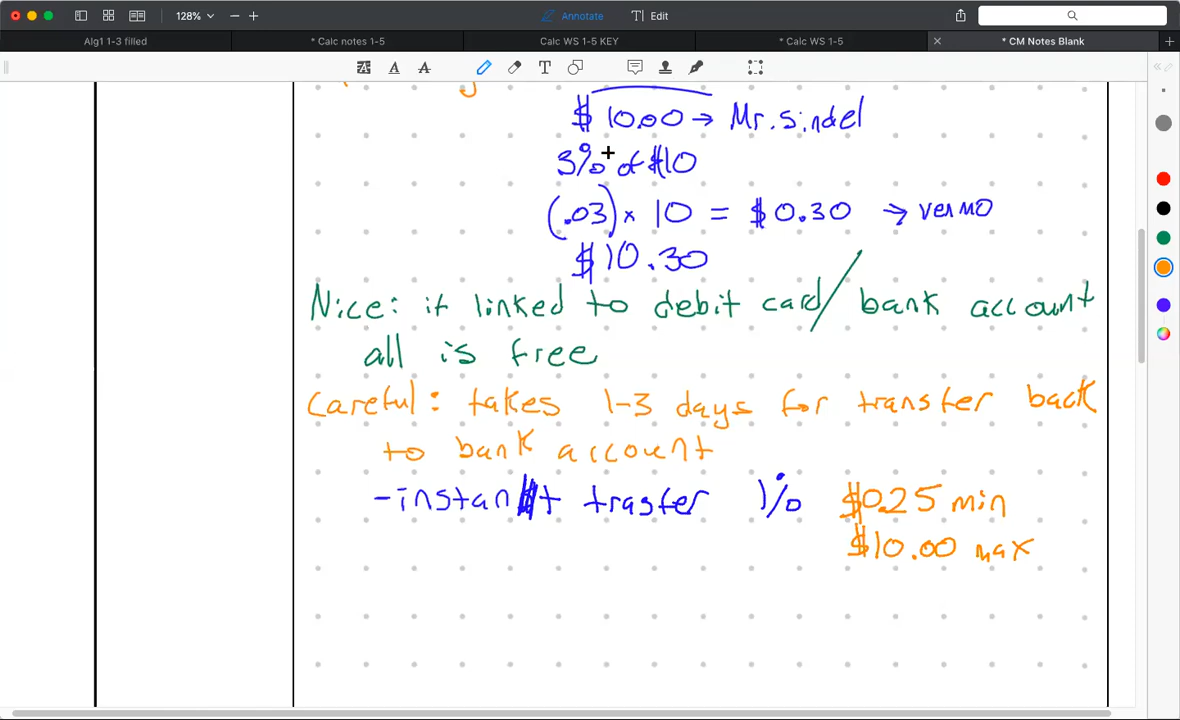 128%
Annotate
Edit
Alg1 1-3 filled
* Calc notes 1-5
Calc WS 1-5 KEY
* Calc WS 1-5
* CM Notes Blank
$ 10.00 → Mr. Sindel
3% of $10
(.03) × 10 = $0.30 → venmo
$10.30
Nice: if linked to debit card/ bank account
all is free
Careful: takes 1-3 days for transfer back
to bank account
- instant trasfer 1% $0.25 min
$10.00 max